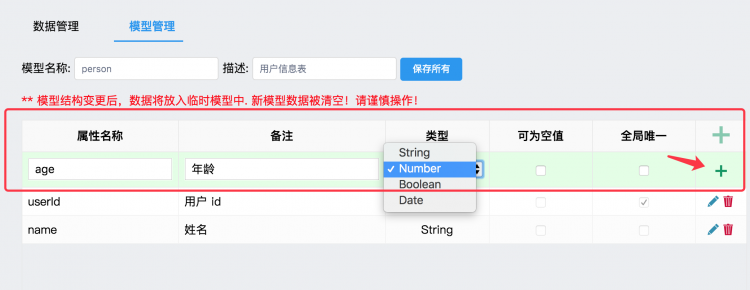 数据管理 模型管理
模型名称: person 描述: 用户信息表 保存所有
** 模型结构变更后，数据将放入临时模型中. 新模型数据被清空！请谨慎操作！
属性名称 备注 类型 可为空值 全局唯一
String
age 年龄 Number
Boolean
userId 用户 id
Date
name 姓名 String